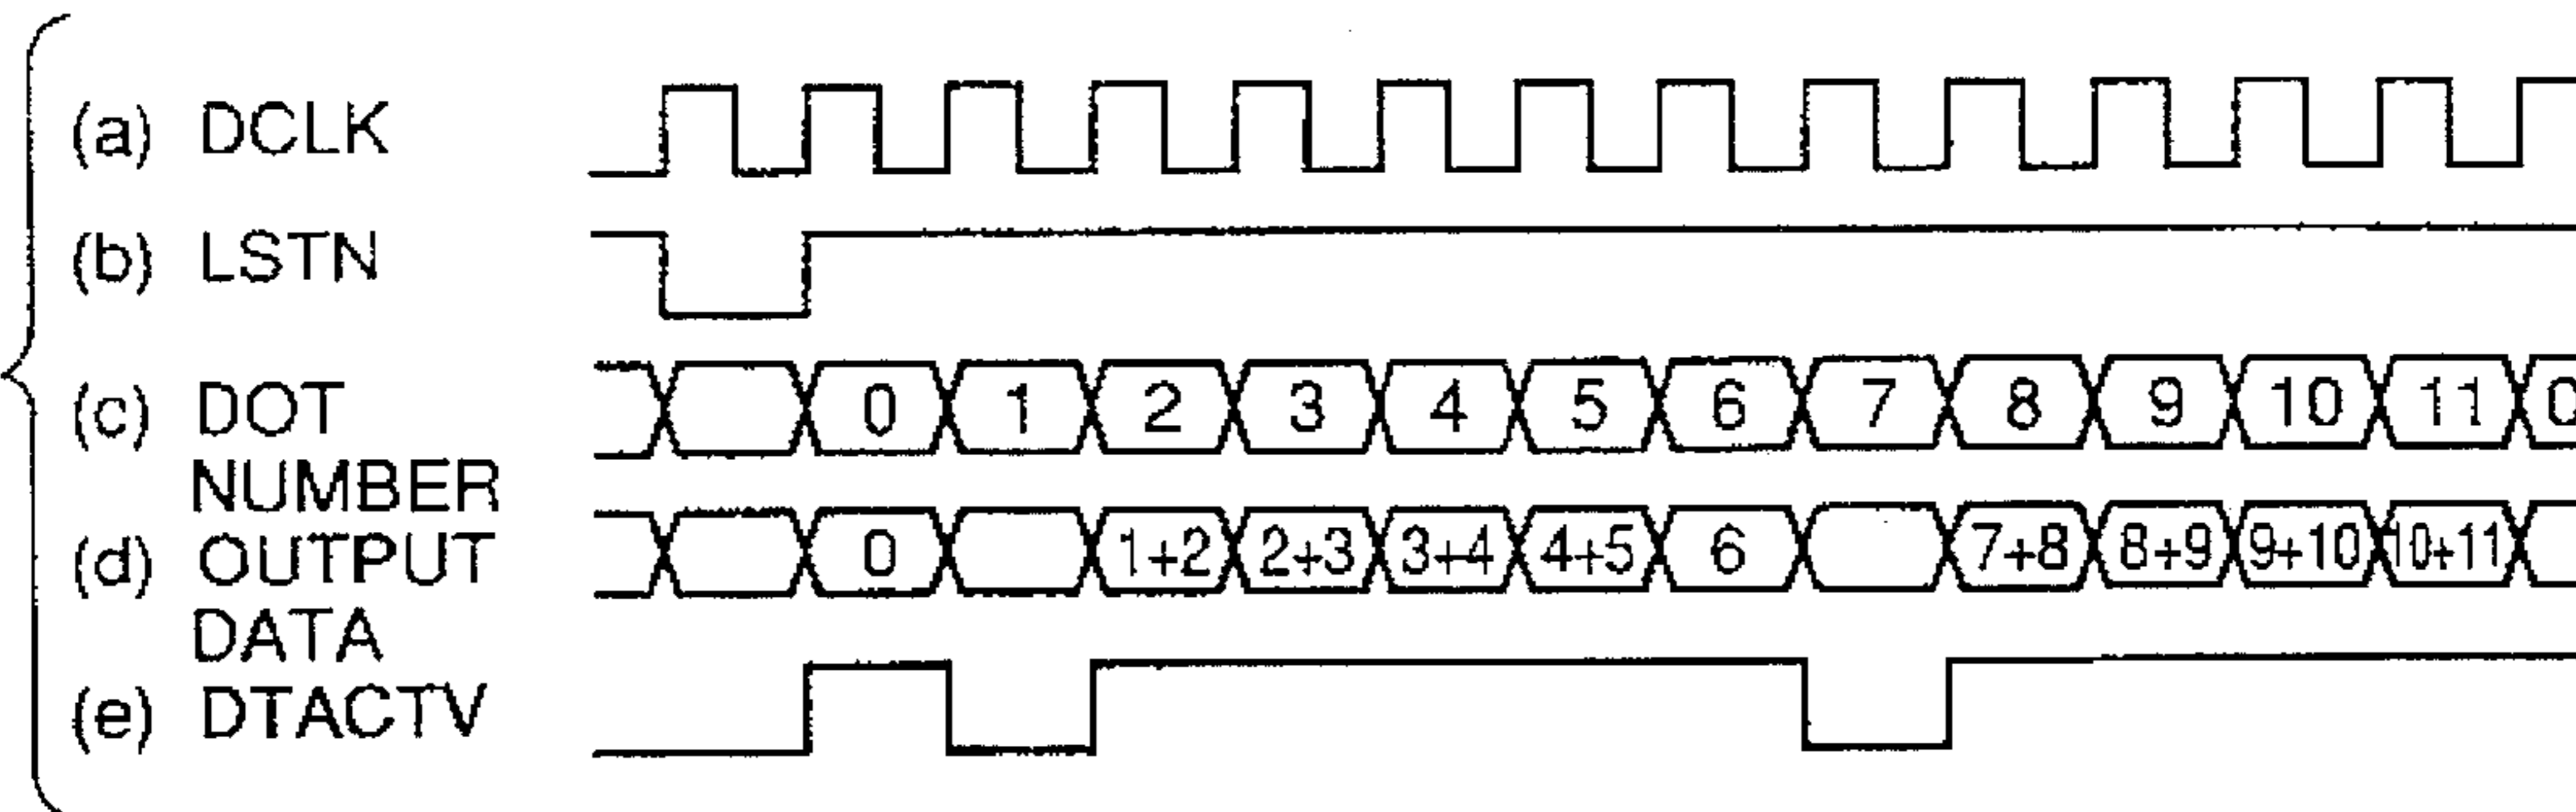 (a) DCLK
(b) LSTN
(c) DOT NUMBER 0 1 2 3 4 5 6 7 8 9 10 11 0
(d) OUTPUT DATA 0 1+2 2+3 3+4 4+5 6 7+8 8+9 9+10 10+11
(e) DTACTV